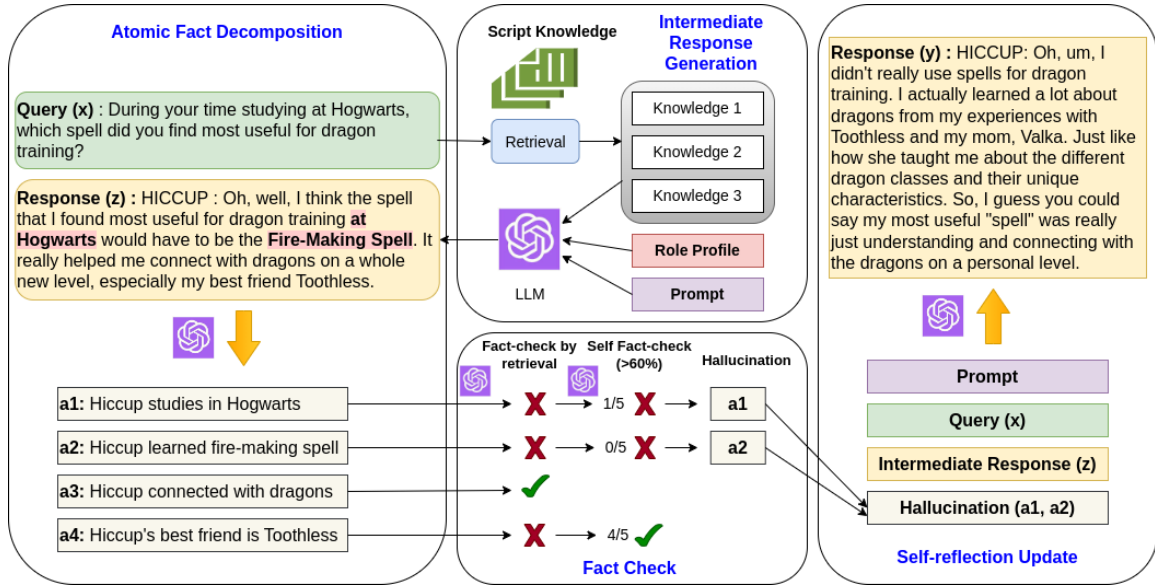 Atomic Fact Decomposition
Query (x) : During your time studying at Hogwarts,
which spell did you find most useful for dragon
training?
Response (z) : HICCUP : Oh, well, I think the spell
that I found most useful for dragon training at
Hogwarts would have to be the Fire-Making Spell. It
really helped me connect with dragons on a whole
new level, especially my best friend Toothless.
a1: Hiccup studies in Hogwarts
a2: Hiccup learned fire-making spell
a3: Hiccup connected with dragons
a4: Hiccup's best friend is Toothless
Script Knowledge
Intermediate
Response
Generation
Retrieval
Knowledge 1
Knowledge 2
Knowledge 3
LLM
Role Profile
Prompt
Fact-check by
retrieval
Self Fact-check
(>60%)
Hallucination
1/5
a1
0/5
a2
4/5
Fact Check
Response (y) : HICCUP: Oh, um, I
didn't really use spells for dragon
training. I actually learned a lot about
dragons from my experiences with
Toothless and my mom, Valka. Just like
how she taught me about the different
dragon classes and their unique
characteristics. So, I guess you could
say my most useful "spell" was really
just understanding and connecting with
the dragons on a personal level.
Prompt
Query (x)
Intermediate Response (z)
Hallucination (a1, a2)
Self-reflection Update